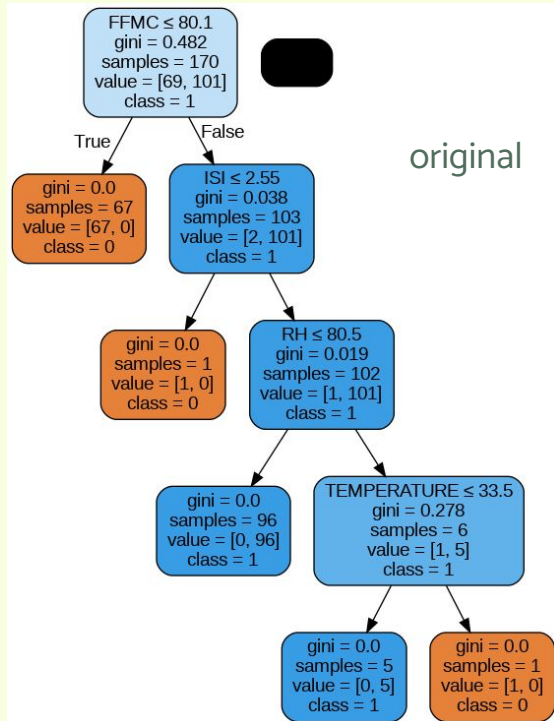 FFMC ≤ 80.1
gini = 0.482
samples = 170
value = [69, 101]
class = 1
True
False
original
gini = 0.0
samples = 67
value = [67, 0]
class = 0
ISI ≤ 2.55
gini = 0.038
samples = 103
value = [2, 101]
class = 1
gini = 0.0
samples = 1
value = [1, 0]
class = 0
RH ≤ 80.5
gini = 0.019
samples = 102
value = [1, 101]
class = 1
gini = 0.0
samples = 96
value = [0, 96]
class = 1
TEMPERATURE ≤ 33.5
gini = 0.278
samples = 6
value = [1, 5]
class = 1
gini = 0.0
samples = 5
value = [0, 5]
class = 1
gini = 0.0
samples = 1
value = [1, 0]
class = 0